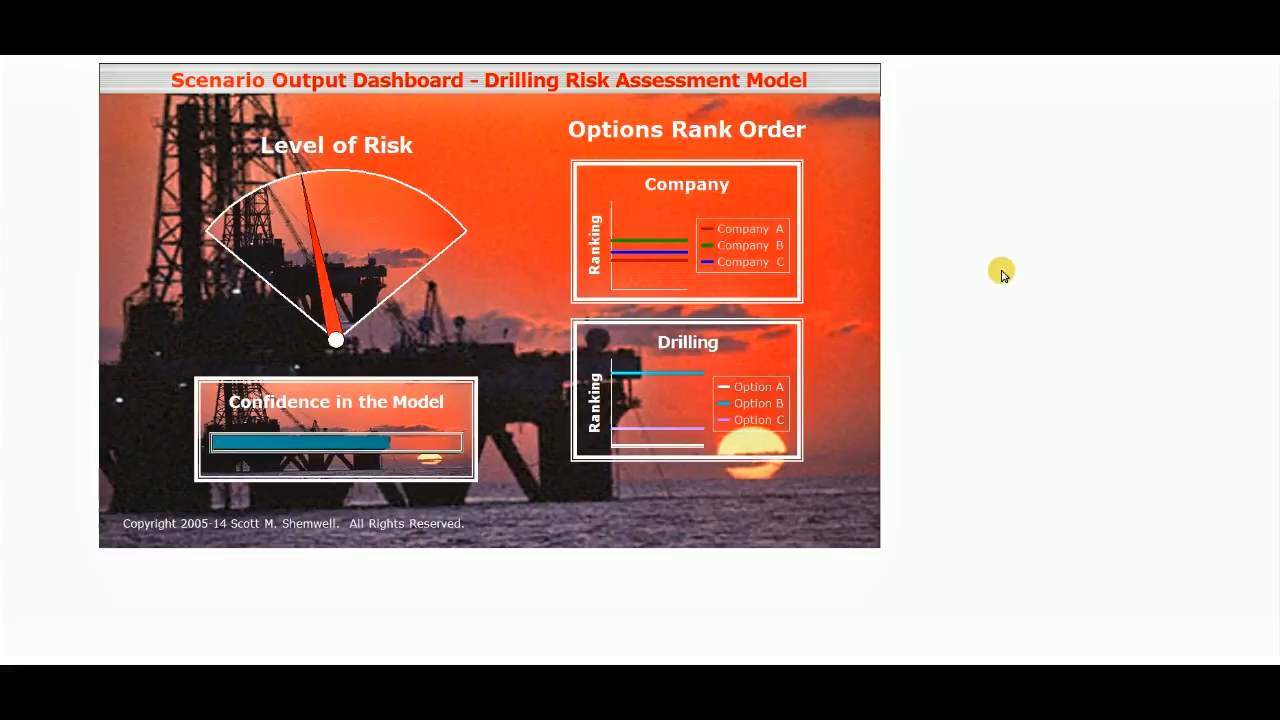 Scenario Output Dashboard - Drilling Risk Assessment Model
Level of Risk
Options Rank Order
Company
Ranking
Company A
Company B
Company C
Drilling
Ranking
Option A
Option B
Option C
Confidence in the Model
Copyright 2005-14 Scott M. Shemwell. All Rights Reserved.